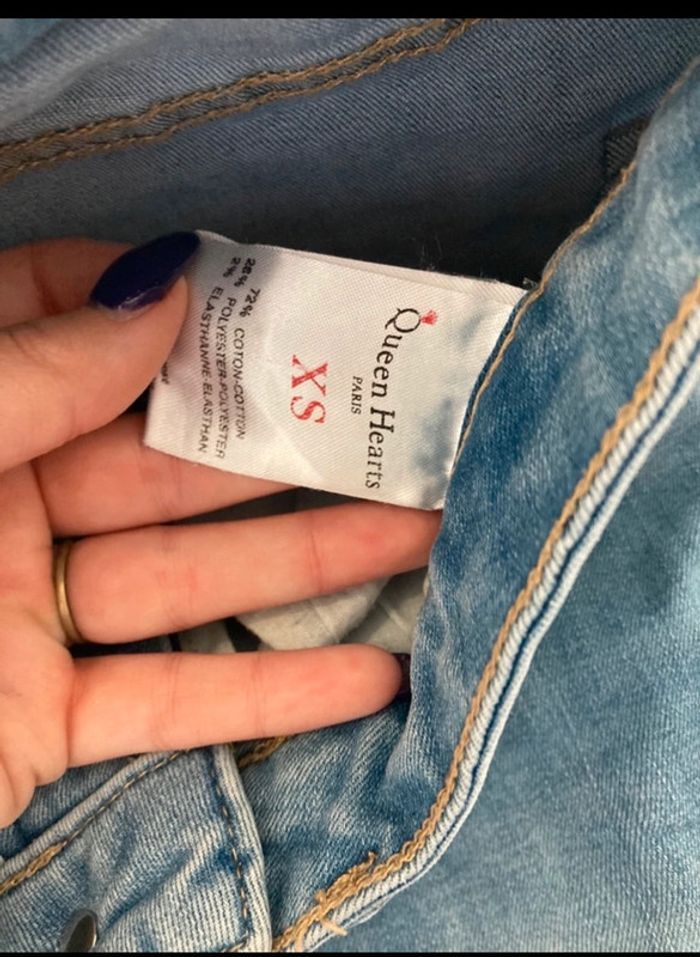 Queen Hearts
PARIS
XS
72% COTON-COTTON
26% POLYESTER-POLYESTER
2% ELASTHANNE-ELASTHAN